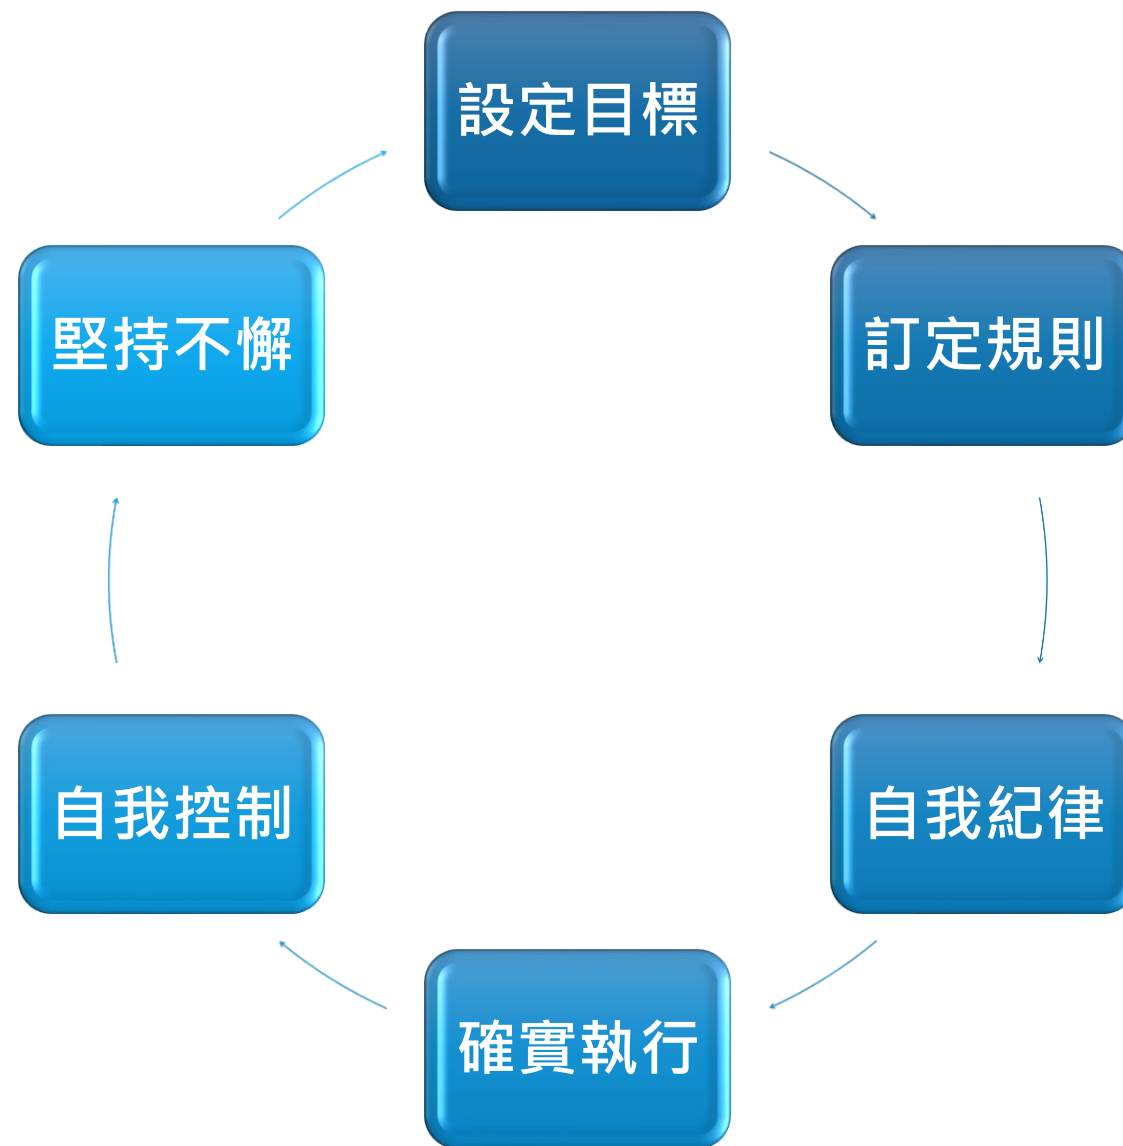 設定目標
訂定規則
自我紀律
確實執行
自我控制
堅持不懈